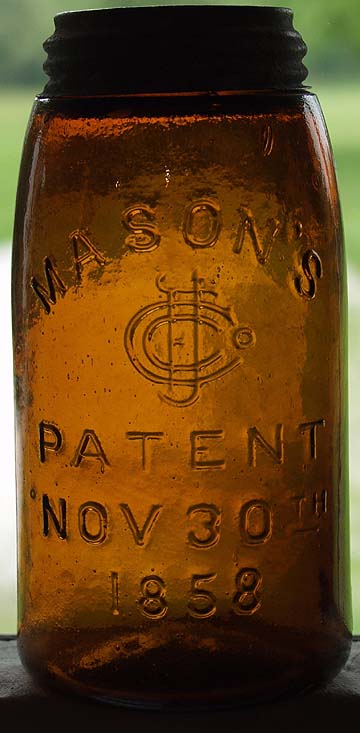 MASON'S
CFJCo
PATENT
NOV 30TH
1858